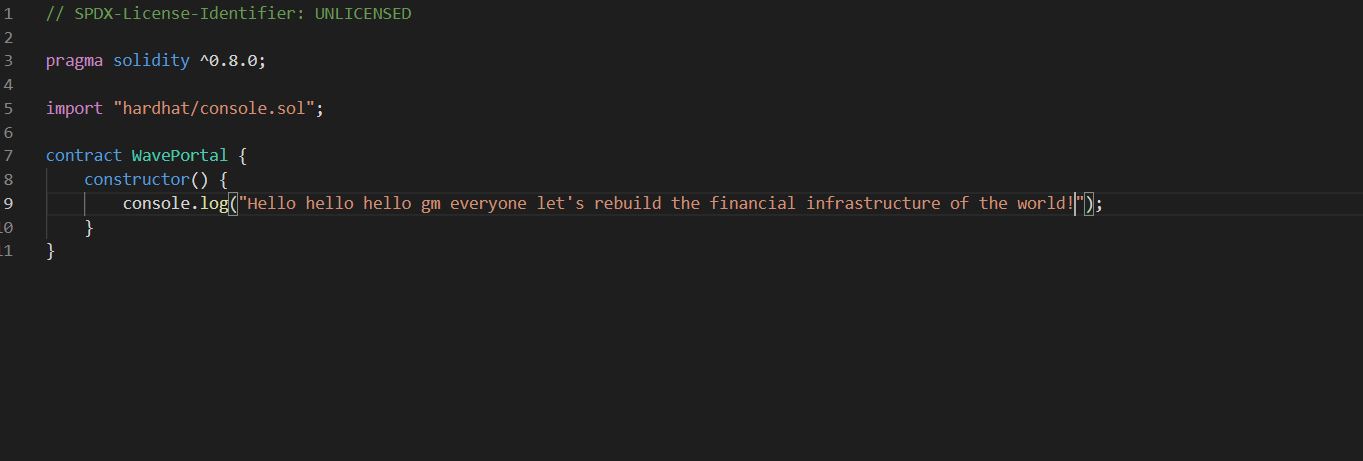 1 // SPDX-License-Identifier: UNLICENSED
2
3 pragma solidity ^0.8.0;
4
5 import "hardhat/console.sol";
6
7 contract WavePortal {
8     constructor() {
9         console.log("Hello hello hello gm everyone let's rebuild the financial infrastructure of the world!");
10     }
11 }